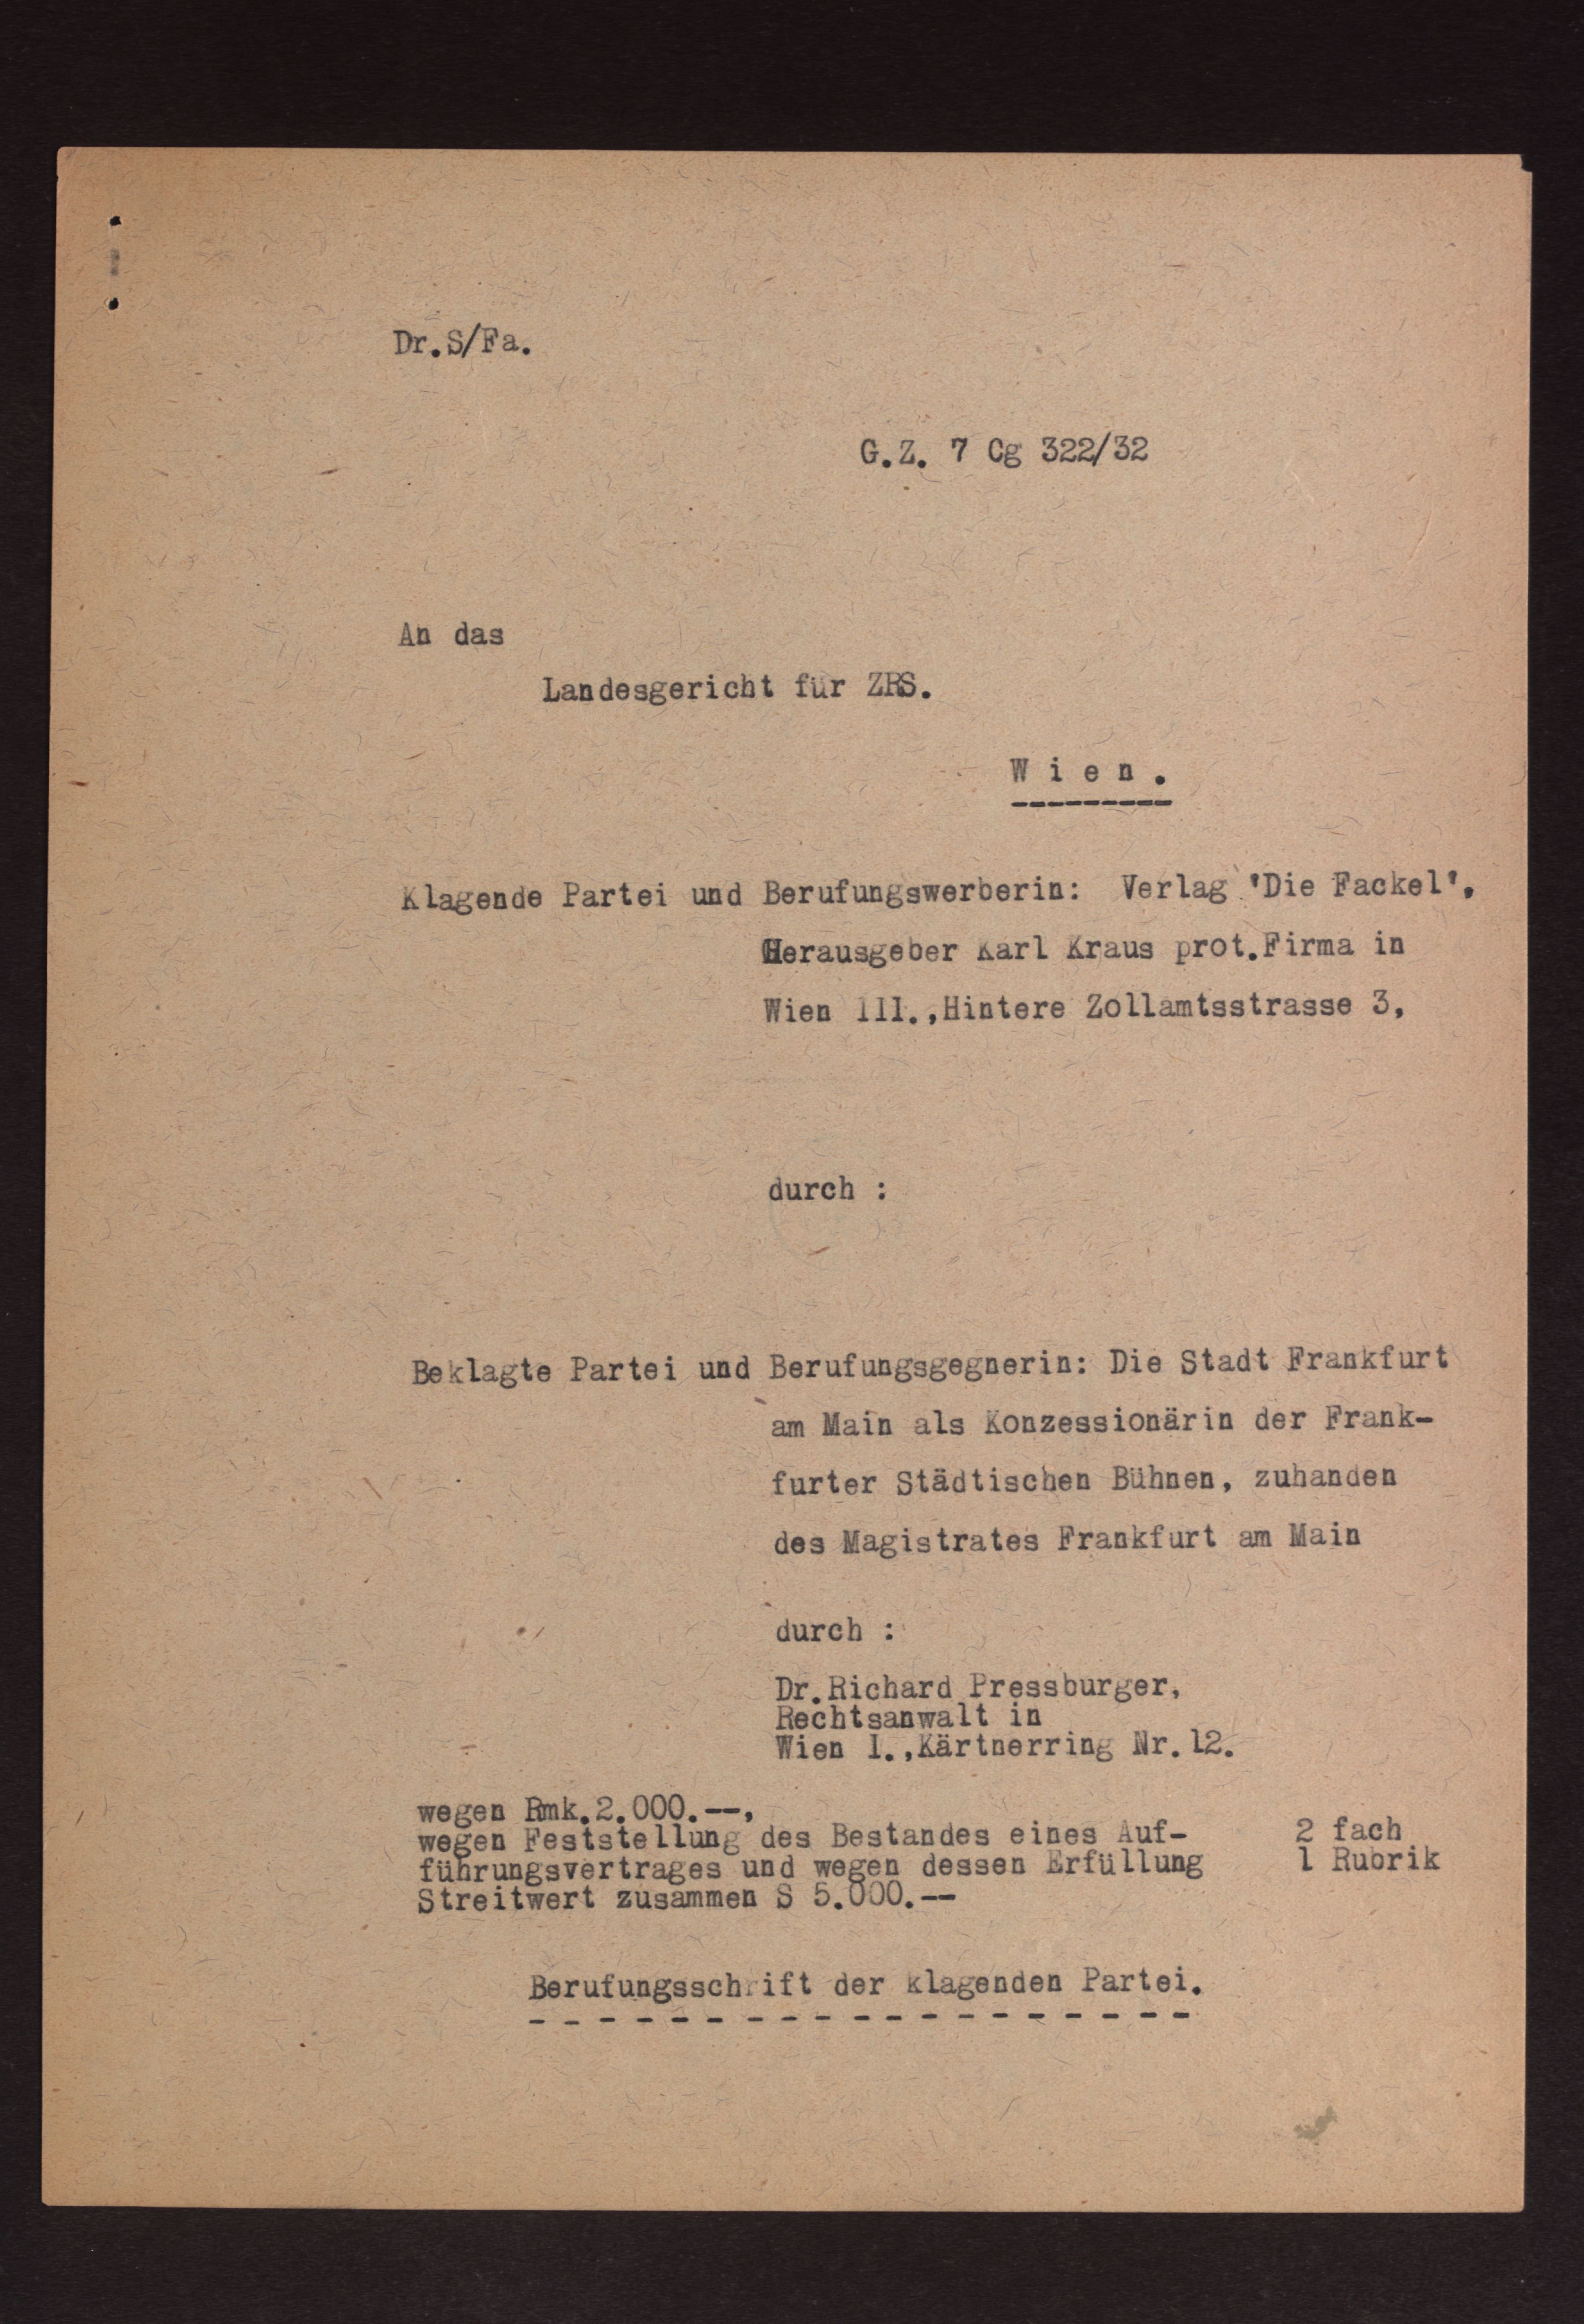 Dr.S/Fa.
G.Z. 7 Cg 322/32
An das
Landesgericht für ZRS.
Wien.
Klagende Partei und Berufungswerberin: Verlag 'Die Fackel',
Herausgeber Karl Kraus prot.Firma in
Wien III.,Hintere Zollamtsstrasse 3,
durch :
Beklagte Partei und Berufungsgegnerin: Die Stadt Frankfurt
am Main als Konzessionärin der Frank-
furter Städtischen Bühnen, zuhanden
des Magistrates Frankfurt am Main
durch :
Dr.Richard Pressburger,
Rechtsanwalt in
Wien I.,Kärtnerring Nr.12.
wegen Rmk.2.000.--,
wegen Feststellung des Bestandes eines Auf- 2 fach
führungsvertrages und wegen dessen Erfüllung 1 Rubrik
Streitwert zusammen S 5.000.--
Berufungsschrift der klagenden Partei.